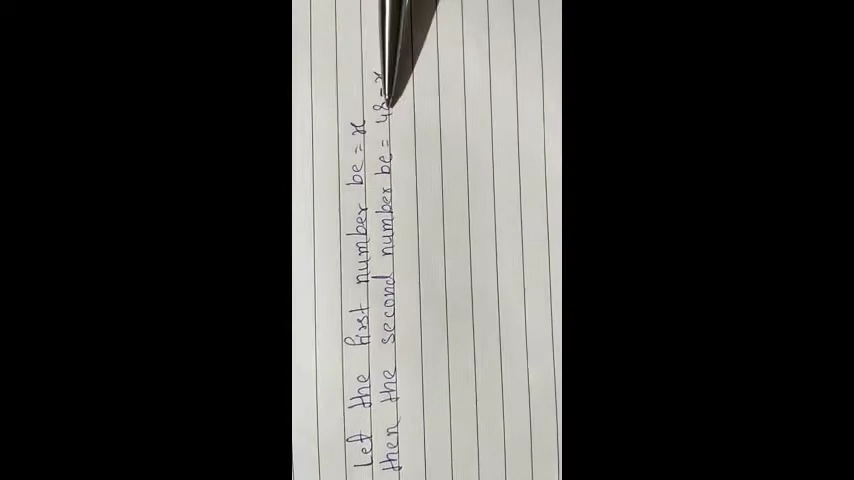 Let the first number be = x
then the second number be = 48 - x